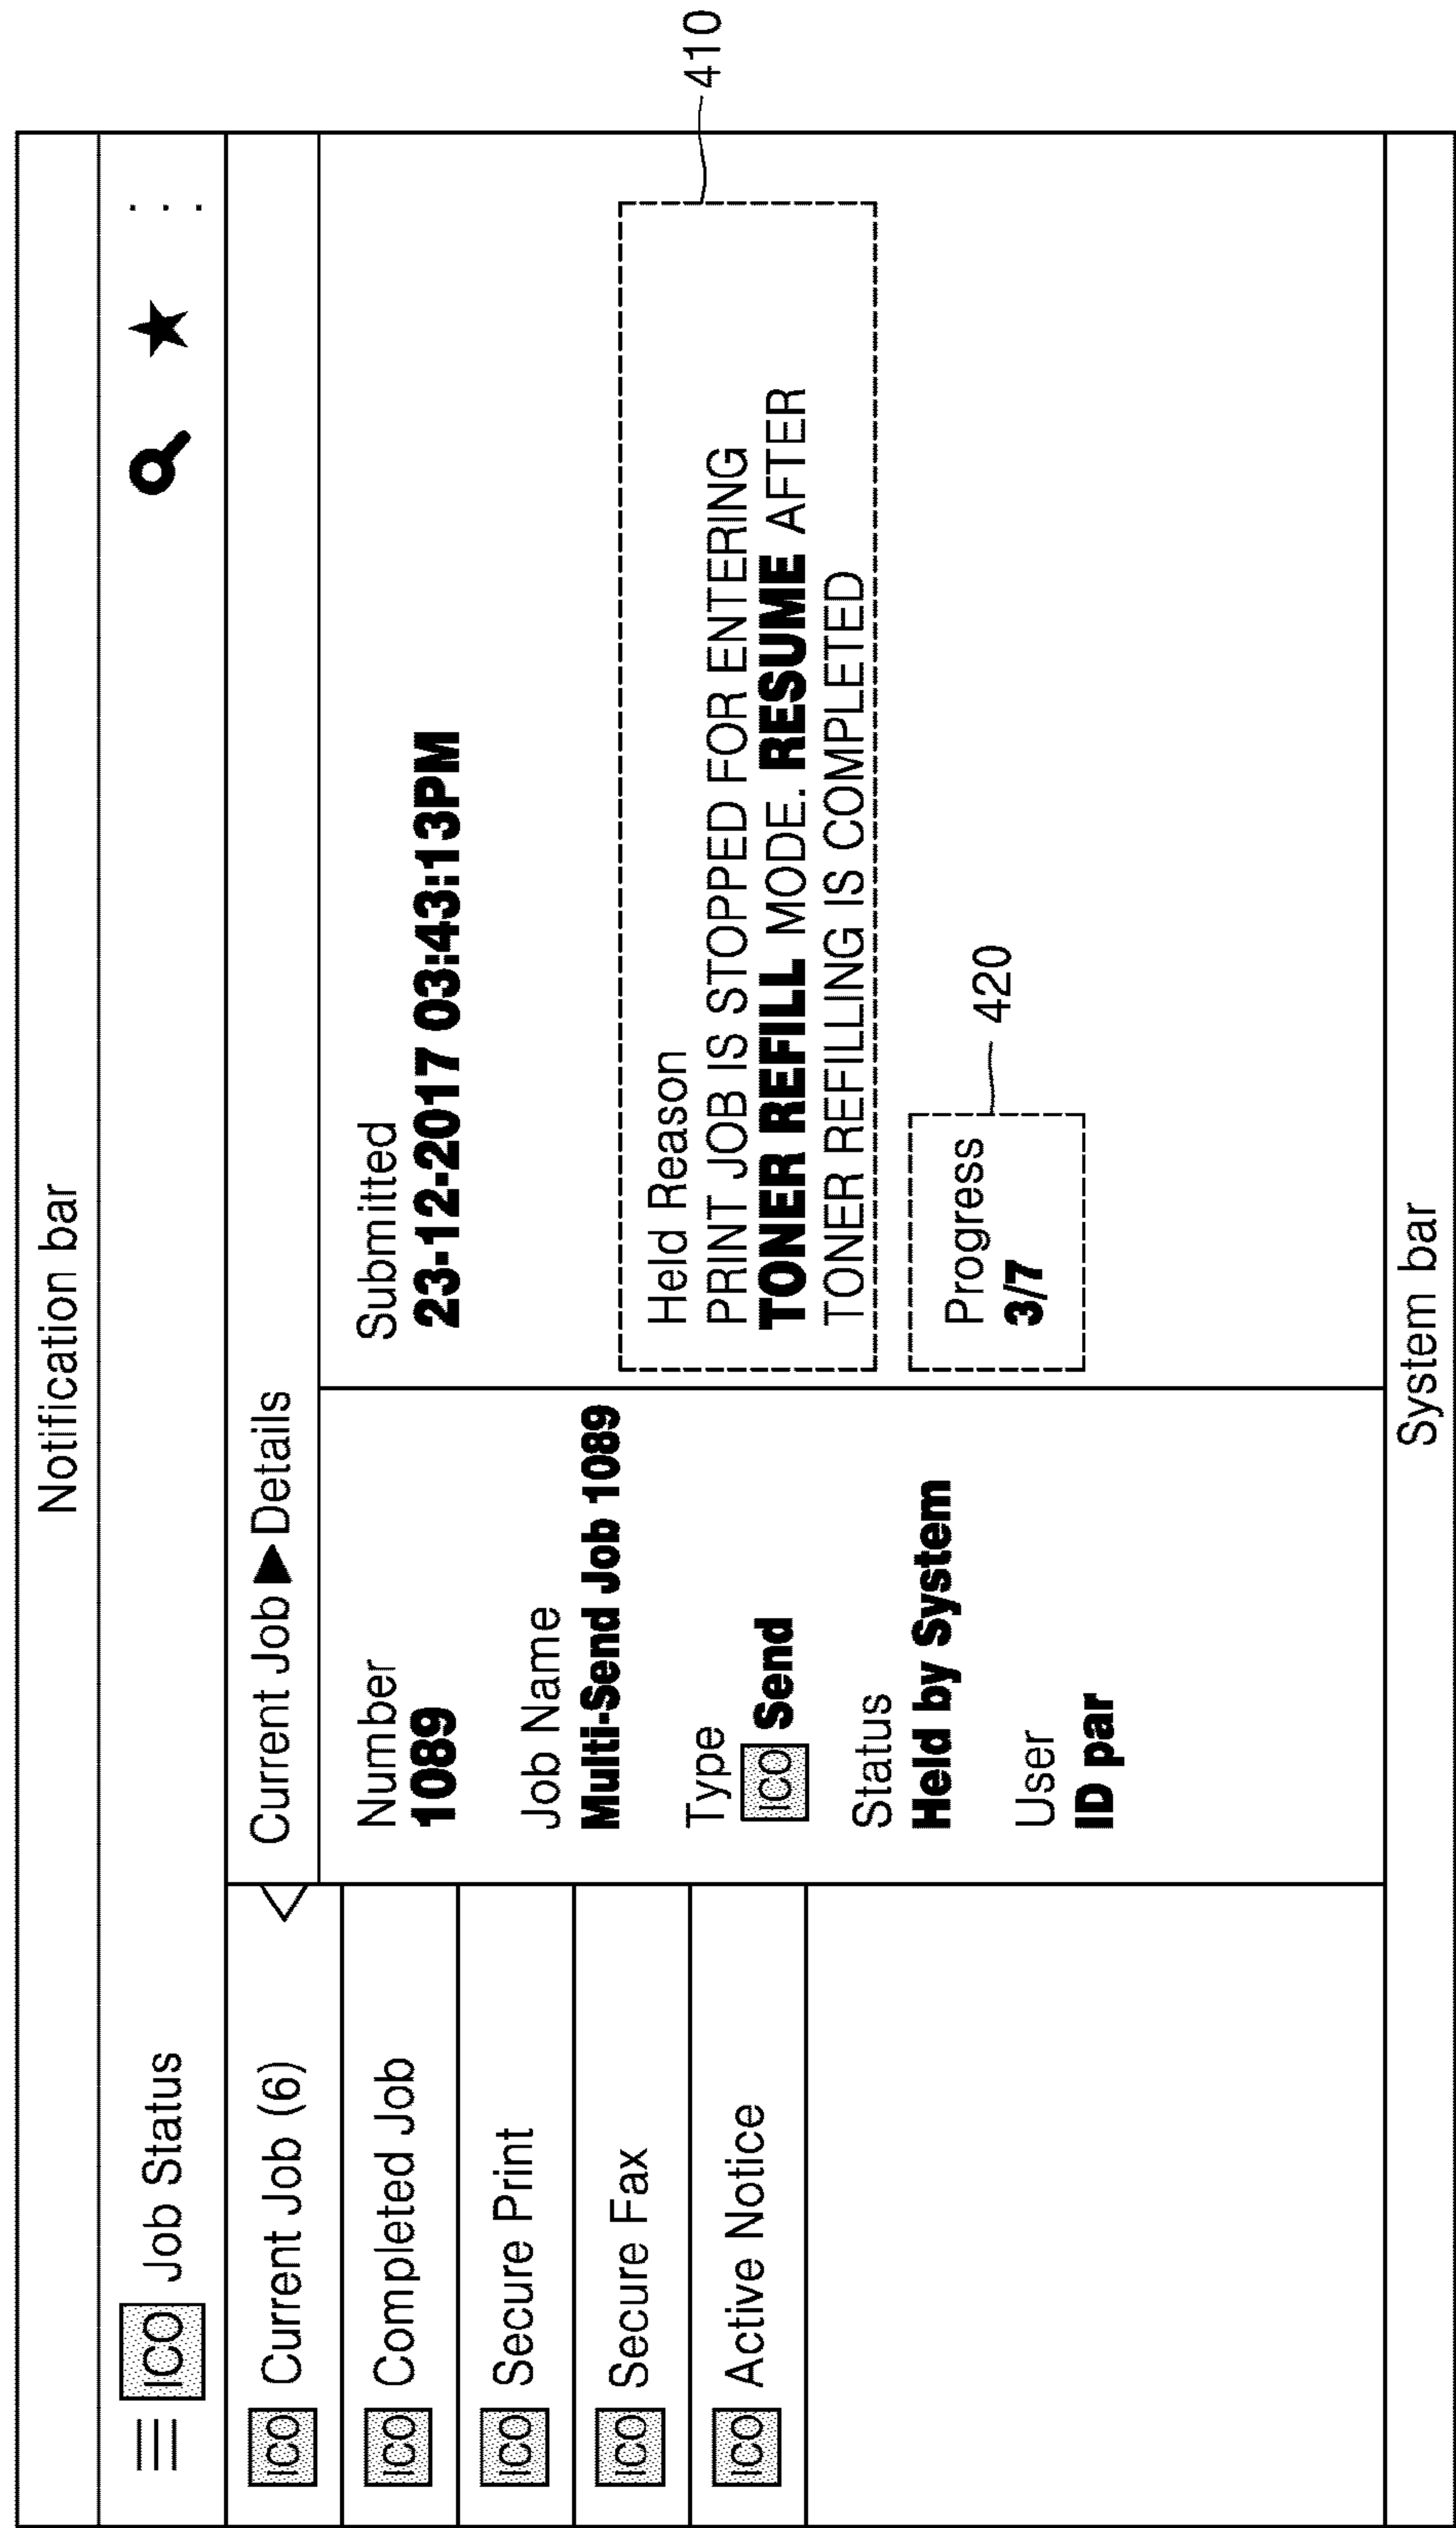 Notification bar
ICO Job Status
ICO Current Job (6)
ICO Completed Job
ICO Secure Print
ICO Secure Fax
ICO Active Notice
Current Job ▶ Details
Number
1089
Job Name
Multi-Send Job 1089
Type
ICO Send
Status
Held by System
User
ID par
Submitted
23-12-2017 03:43:13PM
Held Reason
PRINT JOB IS STOPPED FOR ENTERING
TONER REFILL MODE. RESUME AFTER
TONER REFILLING IS COMPLETED
410
Progress
3/7
420
System bar